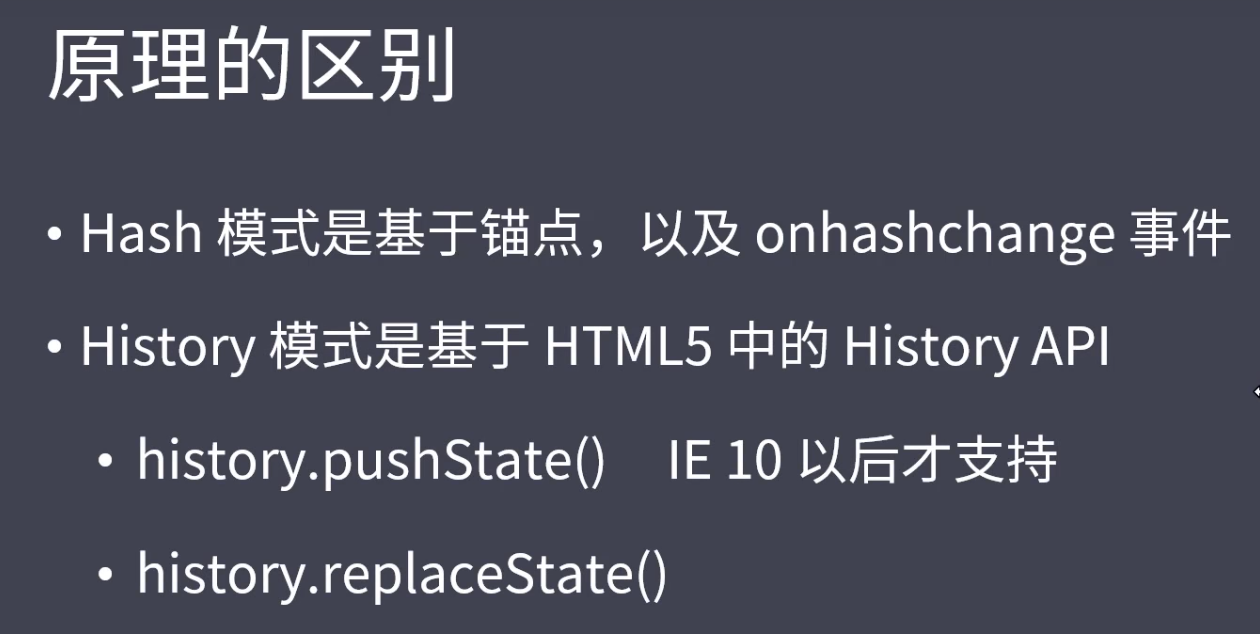 原理的区别
• Hash 模式是基于锚点，以及 onhashchange 事件
• History 模式是基于 HTML5 中的 History API
• history.pushState() IE 10 以后才支持
• history.replaceState()